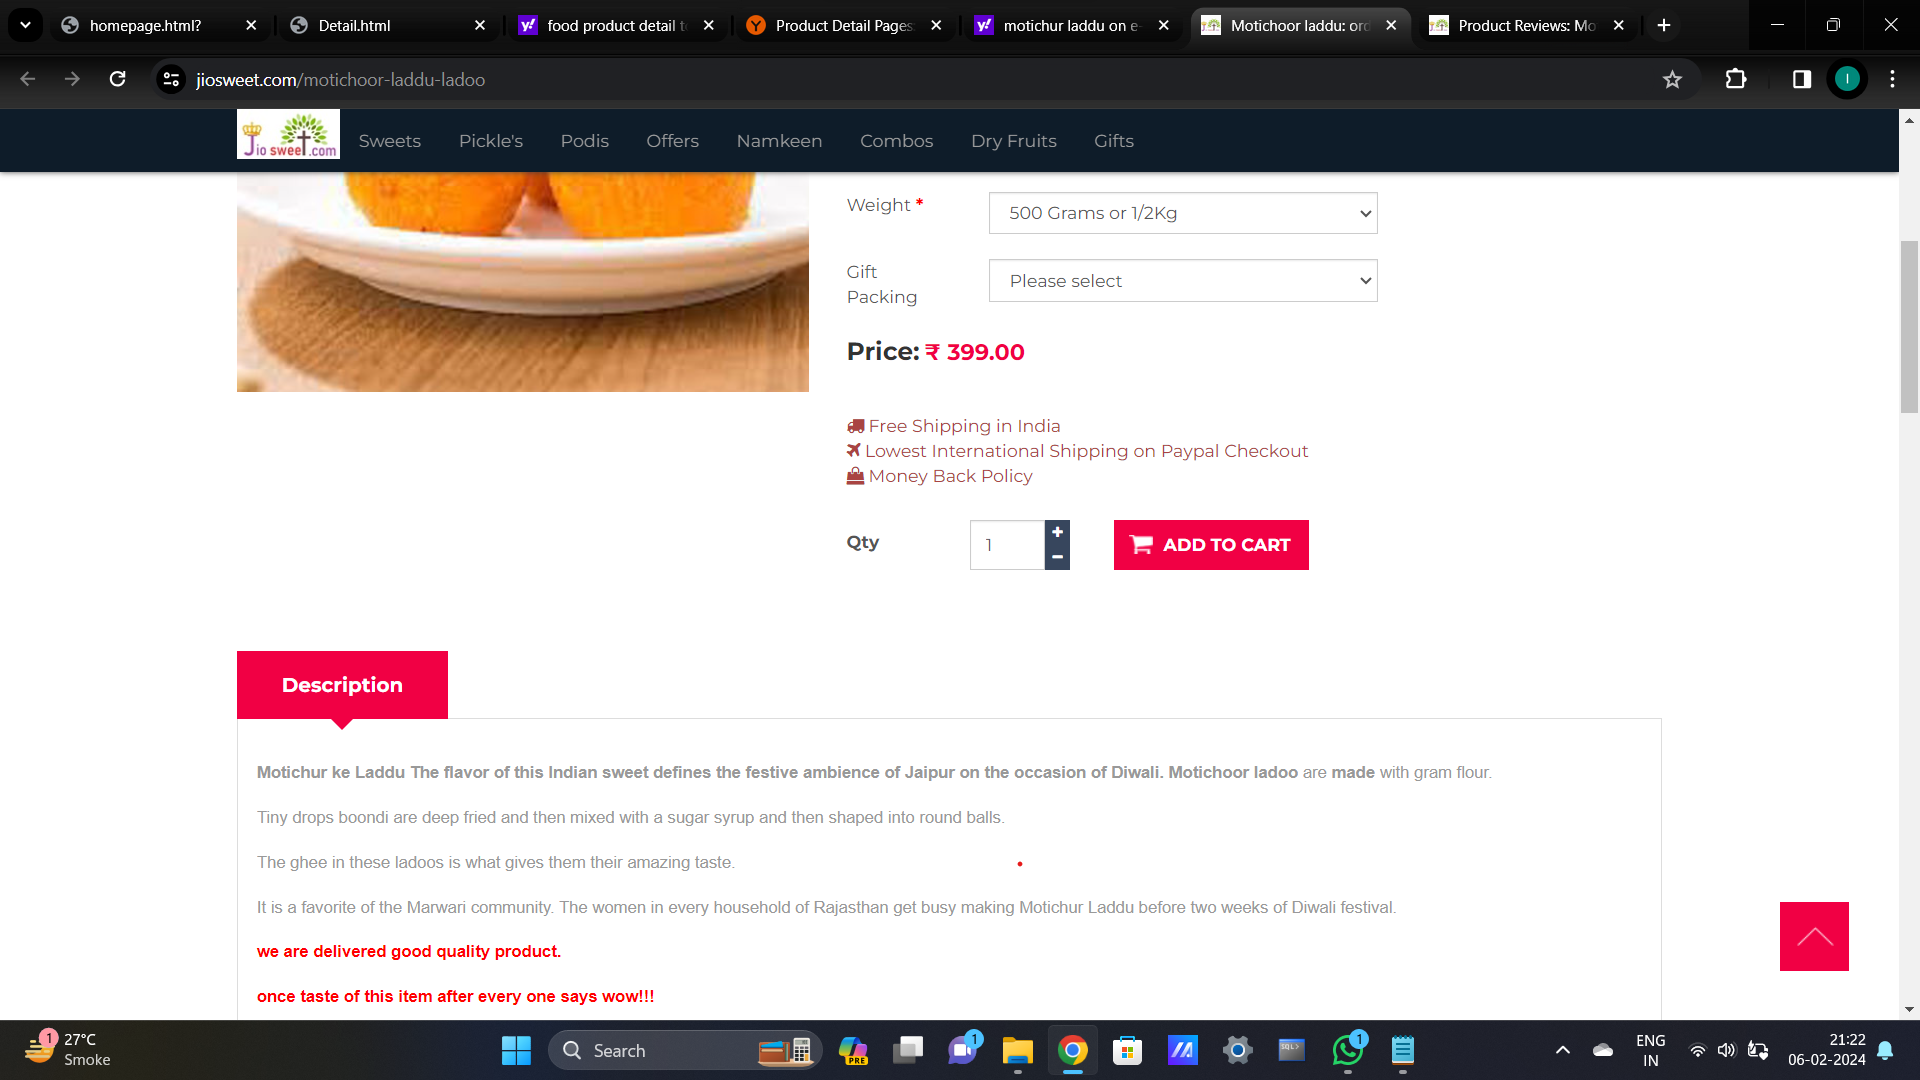 homepage.html?
Detail.html
food product detail t
Product Detail Pages
motichur laddu on e-
Motichoor laddu: ord
Product Reviews: Mo
jiosweet.com/motichoor-laddu-ladoo
Jio sweet.com
Sweets
Pickle's
Podis
Offers
Namkeen
Combos
Dry Fruits
Gifts
Weight *
500 Grams or 1/2Kg
Gift
Packing
Please select
Price: ₹ 399.00
Free Shipping in India
Lowest International Shipping on Paypal Checkout
Money Back Policy
Qty
1
ADD TO CART
Description
Motichur ke Laddu The flavor of this Indian sweet defines the festive ambience of Jaipur on the occasion of Diwali. Motichoor ladoo are made with gram flour.
Tiny drops boondi are deep fried and then mixed with a sugar syrup and then shaped into round balls.
The ghee in these ladoos is what gives them their amazing taste.
It is a favorite of the Marwari community. The women in every household of Rajasthan get busy making Motichur Laddu before two weeks of Diwali festival.
we are delivered good quality product.
once taste of this item after every one says wow!!!
1
27°C
Smoke
Search
PRE
1
SQL>
1
ENG
IN
21:22
06-02-2024